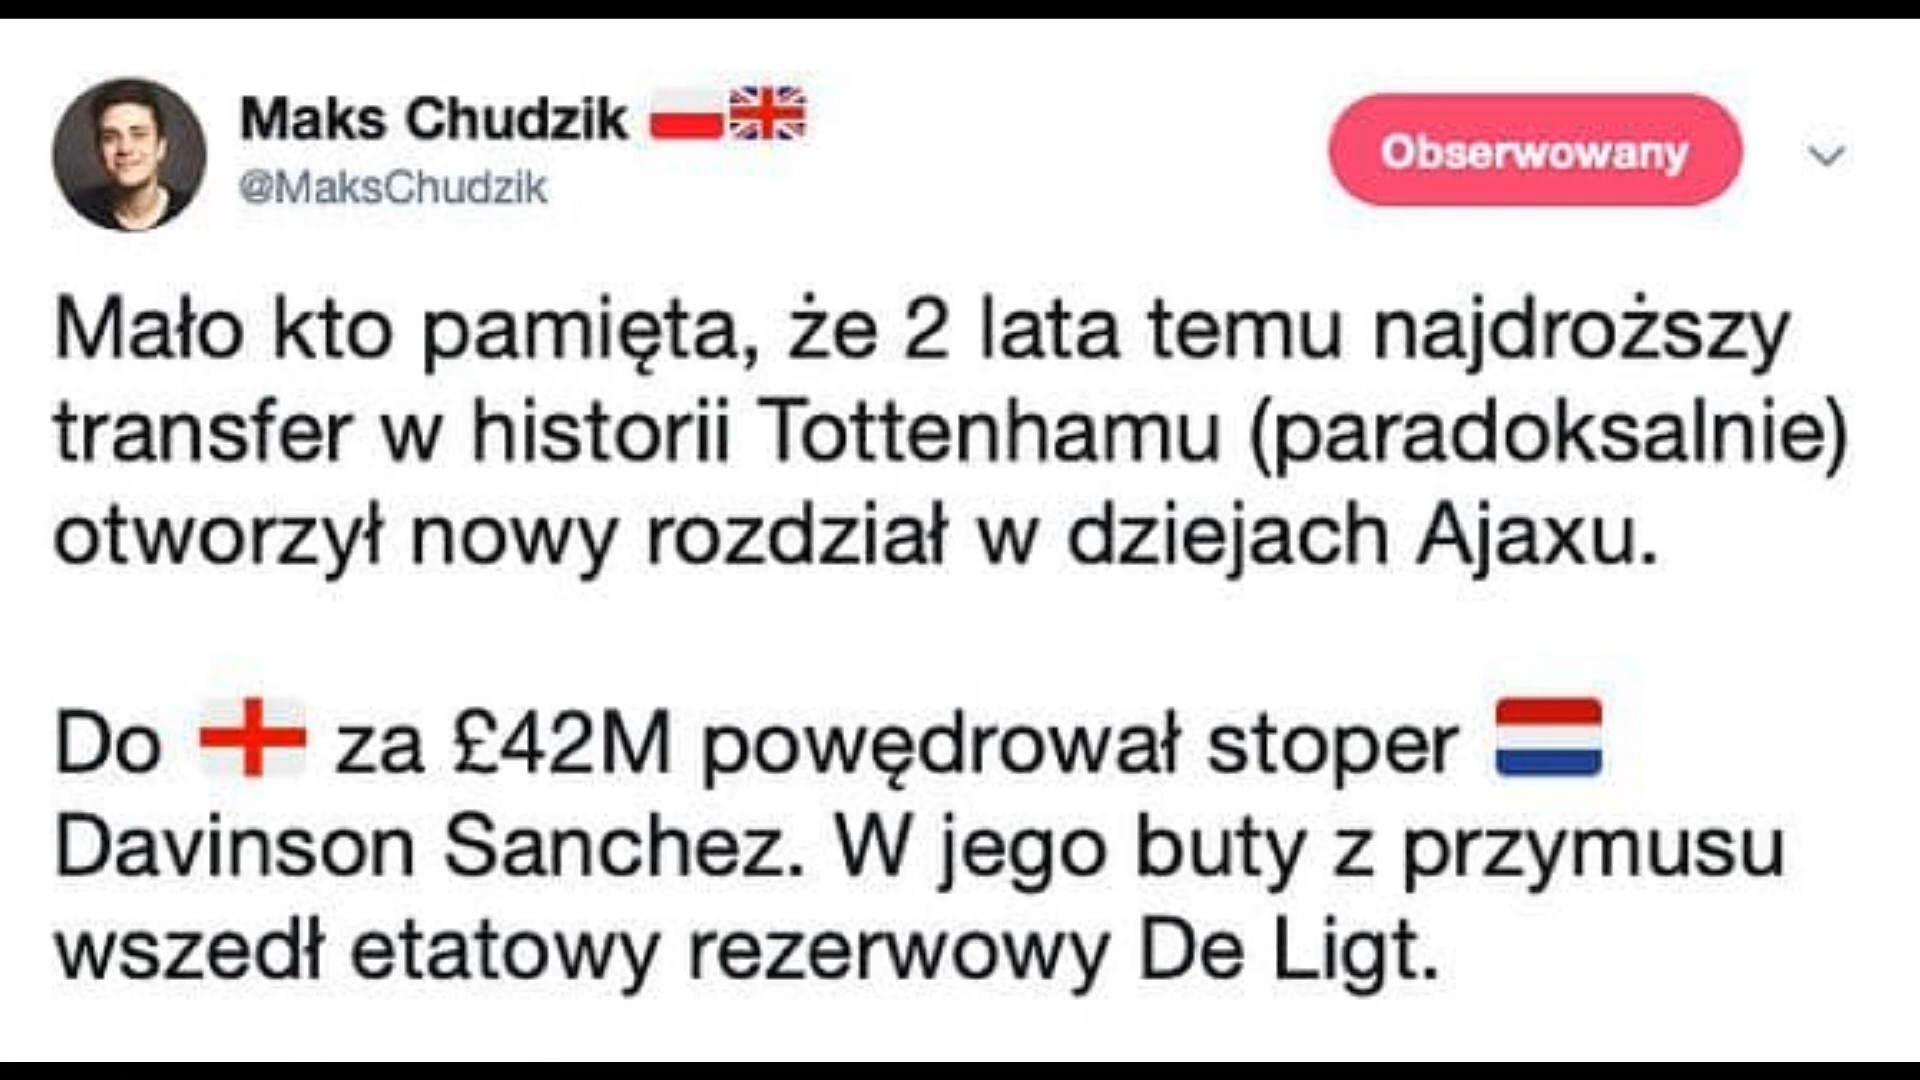 Maks Chudzik 🇵🇱🇬🇧
@MaksChudzik
Obserwowany
Mało kto pamięta, że 2 lata temu najdroższy
transfer w historii Tottenhamu (paradoksalnie)
otworzył nowy rozdział w dziejach Ajaxu.
Do 🏴󠁧󠁢󠁥󠁮󠁧󠁿 za £42M powędrował stoper 🇳🇱
Davinson Sanchez. W jego buty z przymusu
wszedł etatowy rezerwowy De Ligt.